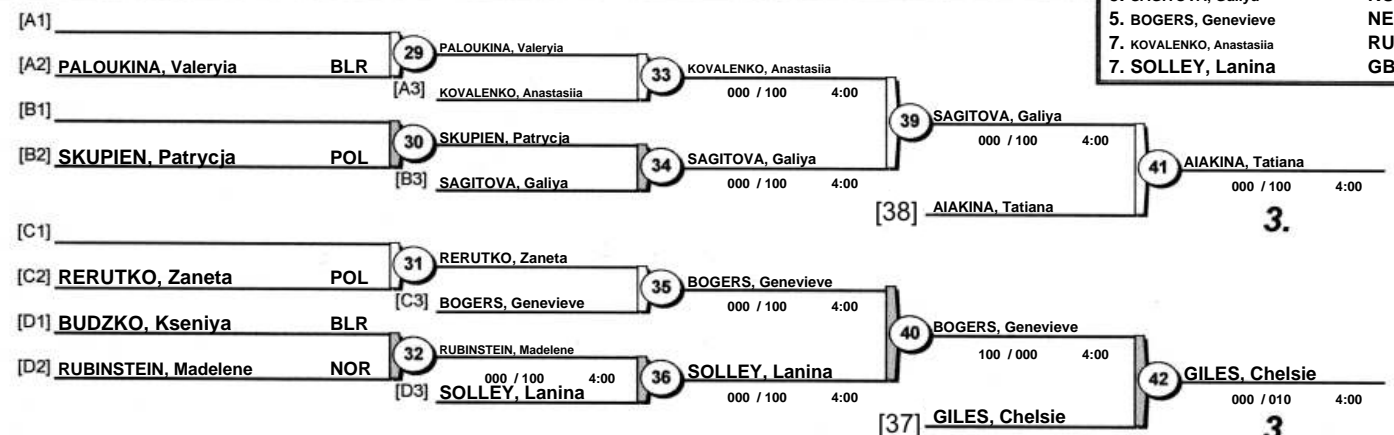 5. BOGERS, Genevieve NE
7. KOVALENKO, Anastasiia RU
7. SOLLEY, Lanina GB
[A1]
[A2] PALOUKINA, Valeryia BLR
29
PALOUKINA, Valeryia
[A3] KOVALENKO, Anastasiia
33
KOVALENKO, Anastasiia
000 / 100 4:00
[B1]
[B2] SKUPIEN, Patrycja POL
30
SKUPIEN, Patrycja
[B3] SAGITOVA, Galiya
34
SAGITOVA, Galiya
000 / 100 4:00
39
SAGITOVA, Galiya
000 / 100 4:00
[38] AIAKINA, Tatiana
41
AIAKINA, Tatiana
000 / 100 4:00
3.
[C1]
[C2] RERUTKO, Zaneta POL
31
RERUTKO, Zaneta
[C3] BOGERS, Genevieve
35
BOGERS, Genevieve
000 / 100 4:00
[D1] BUDZKO, Kseniya BLR
[D2] RUBINSTEIN, Madelene NOR
32
RUBINSTEIN, Madelene
000 / 100 4:00
[D3] SOLLEY, Lanina
36
SOLLEY, Lanina
000 / 100 4:00
40
BOGERS, Genevieve
100 / 000 4:00
[37] GILES, Chelsie
42
GILES, Chelsie
000 / 010 4:00
3